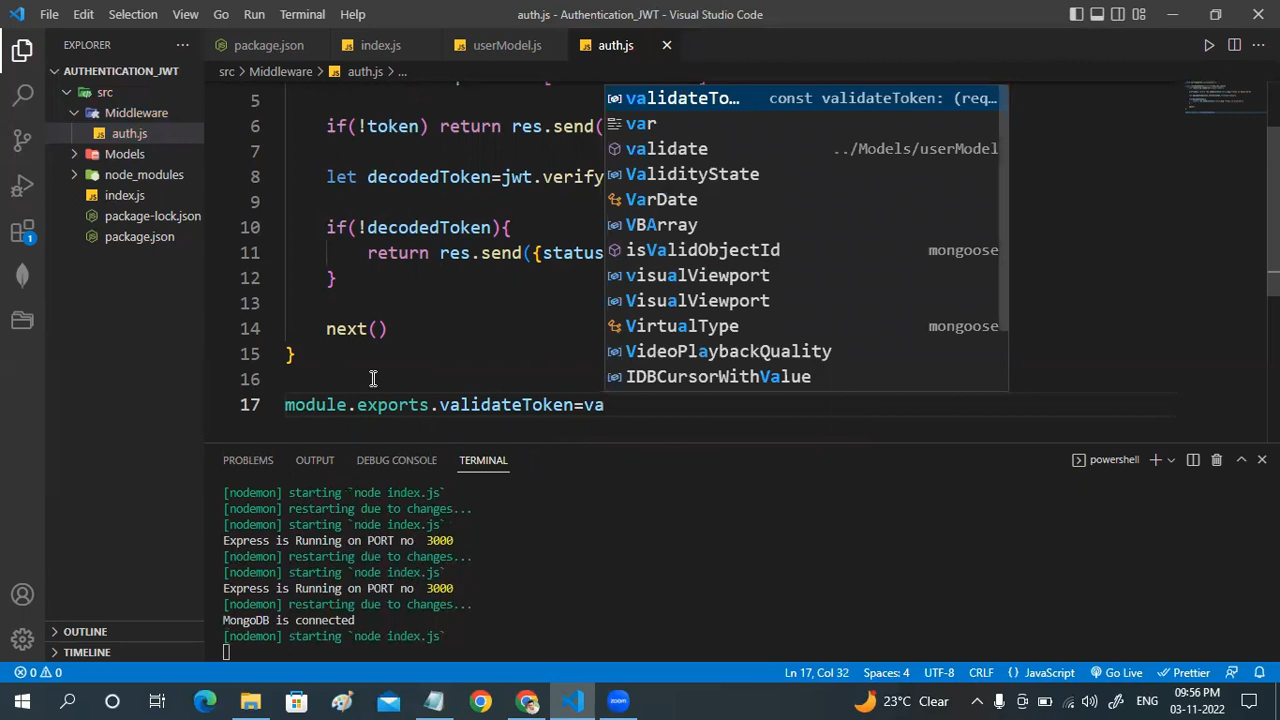 File Edit Selection View Go Run Terminal Help auth.js - Authentication_JWT - Visual Studio Code
EXPLORER
package.json index.js userModel.js auth.js
AUTHENTICATION_JWT
src > Middleware > auth.js > ...
src
Middleware
auth.js
Models
node_modules
index.js
package-lock.json
package.json
OUTLINE
TIMELINE
5
6 if(!token) return res.send(
7
8 let decodedToken=jwt.verify
9
10 if(!decodedToken){
11 return res.send({status
12 }
13
14 next()
15 }
16
17 module.exports.validateToken=va
validateTo... const validateToken: (req...
var
validate ../Models/userModel
ValidityState
VarDate
VBArray
isValidObjectId mongoose
visualViewport
VisualViewport
VirtualType mongoose
VideoPlaybackQuality
IDBCursorWithValue
PROBLEMS OUTPUT DEBUG CONSOLE TERMINAL powershell
[nodemon] starting `node index.js`
[nodemon] restarting due to changes...
[nodemon] starting `node index.js`
Express is Running on PORT no 3000
[nodemon] restarting due to changes...
[nodemon] starting `node index.js`
Express is Running on PORT no 3000
[nodemon] restarting due to changes...
MongoDB is connected
[nodemon] starting `node index.js`
1
0 0 Ln 17, Col 32 Spaces: 4 UTF-8 CRLF {} JavaScript Go Live Prettier
23°C Clear ENG 09:56 PM
03-11-2022